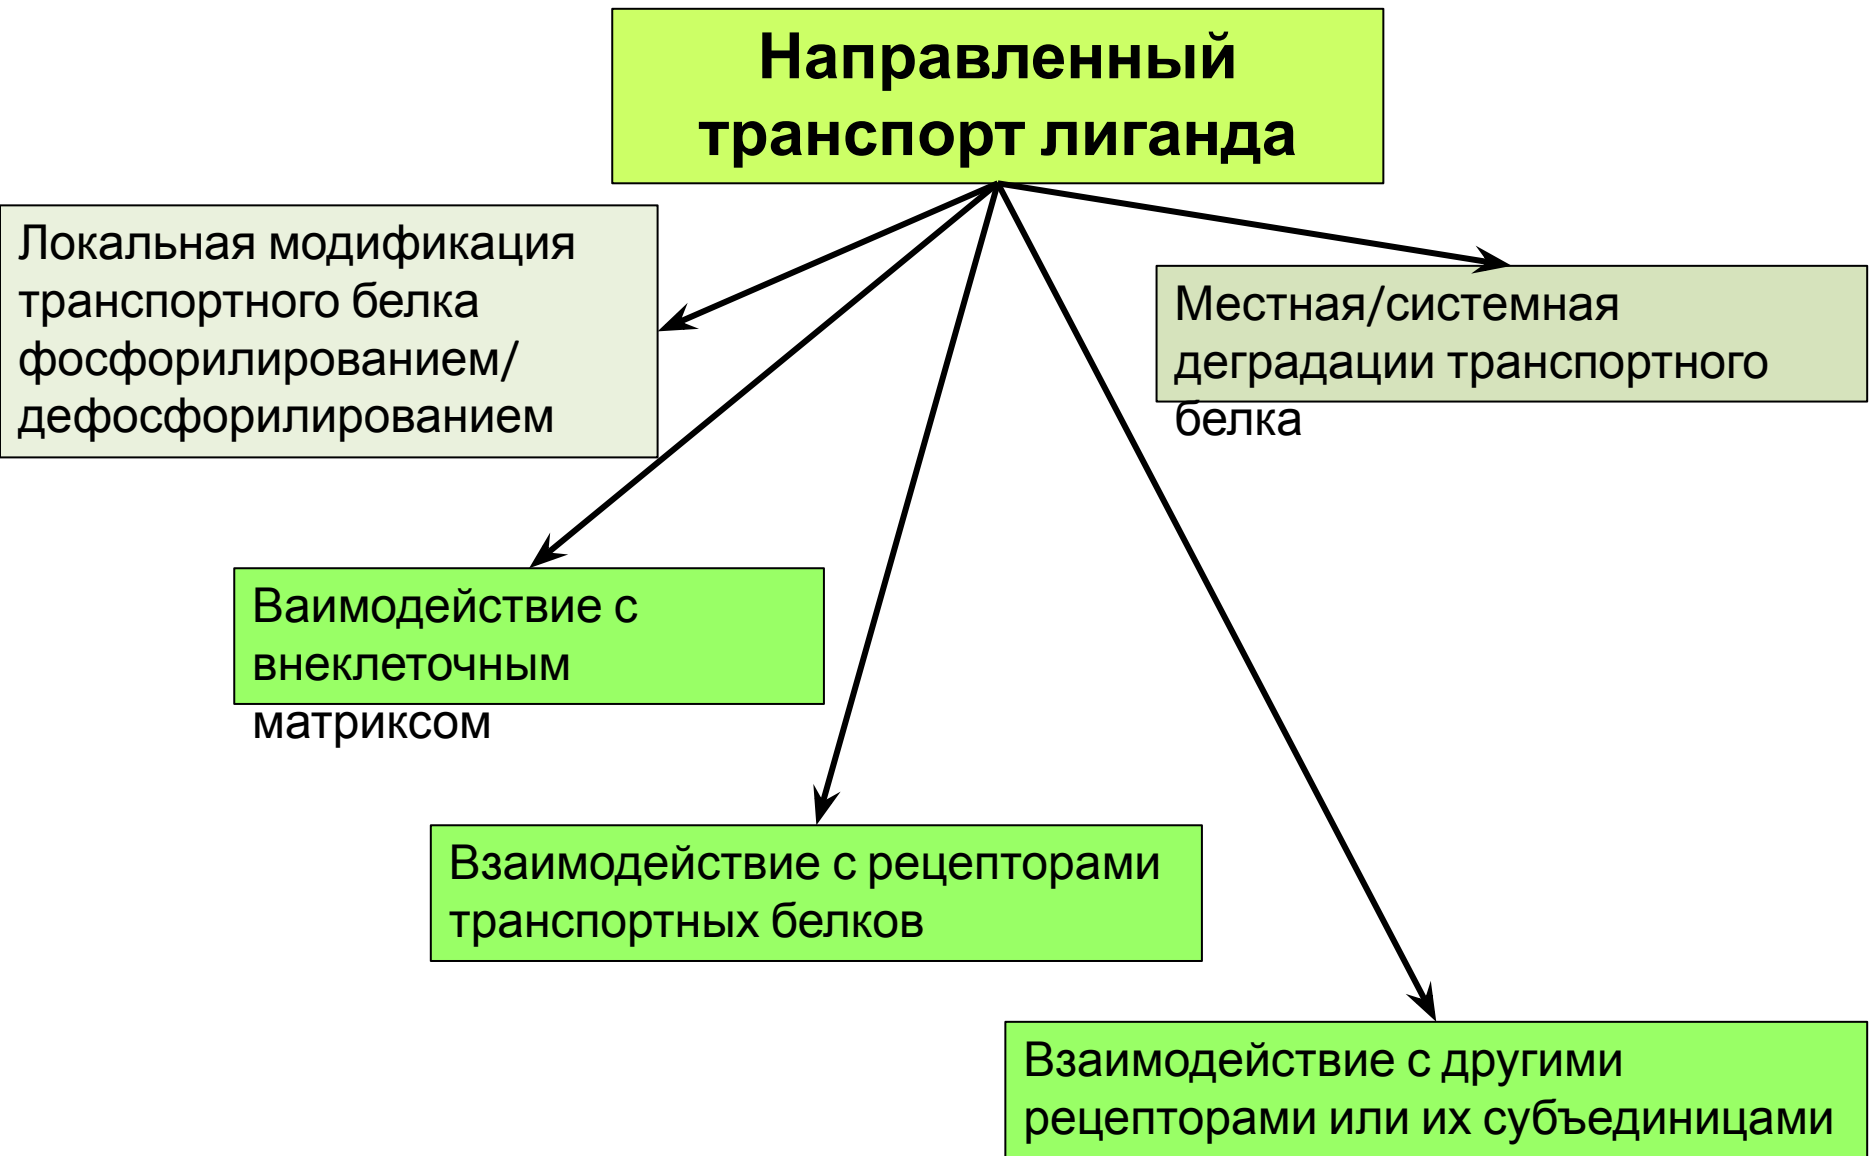 Направленный
транспорт лиганда
Локальная модификация
транспортного белка
фосфорилированием/
дефосфорилированием
Местная/системная
деградации транспортного
белка
Ваимодействие с
внеклеточным
матриксом
Взаимодействие с рецепторами
транспортных белков
Взаимодействие с другими
рецепторами или их субъединицами